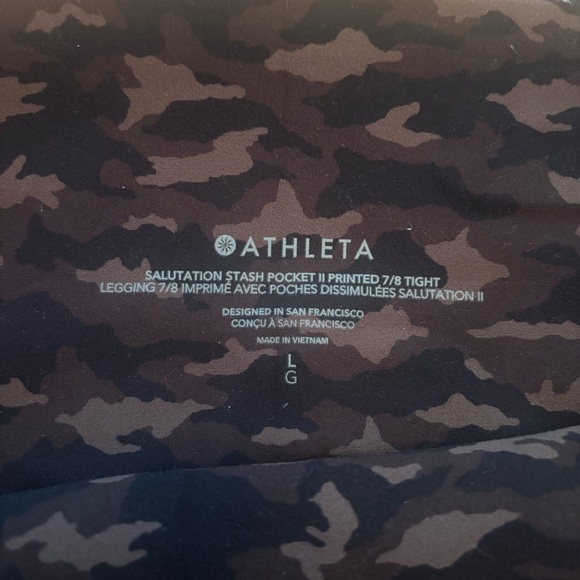 ATHLETA
SALUTATION STASH POCKET II PRINTED 7/8 TIGHT
LEGGING 7/8 IMPRIMÉ AVEC POCHES DISSIMULÉES SALUTATION II
DESIGNED IN SAN FRANCISCO
CONÇU À SAN FRANCISCO
MADE IN VIETNAM
L
G